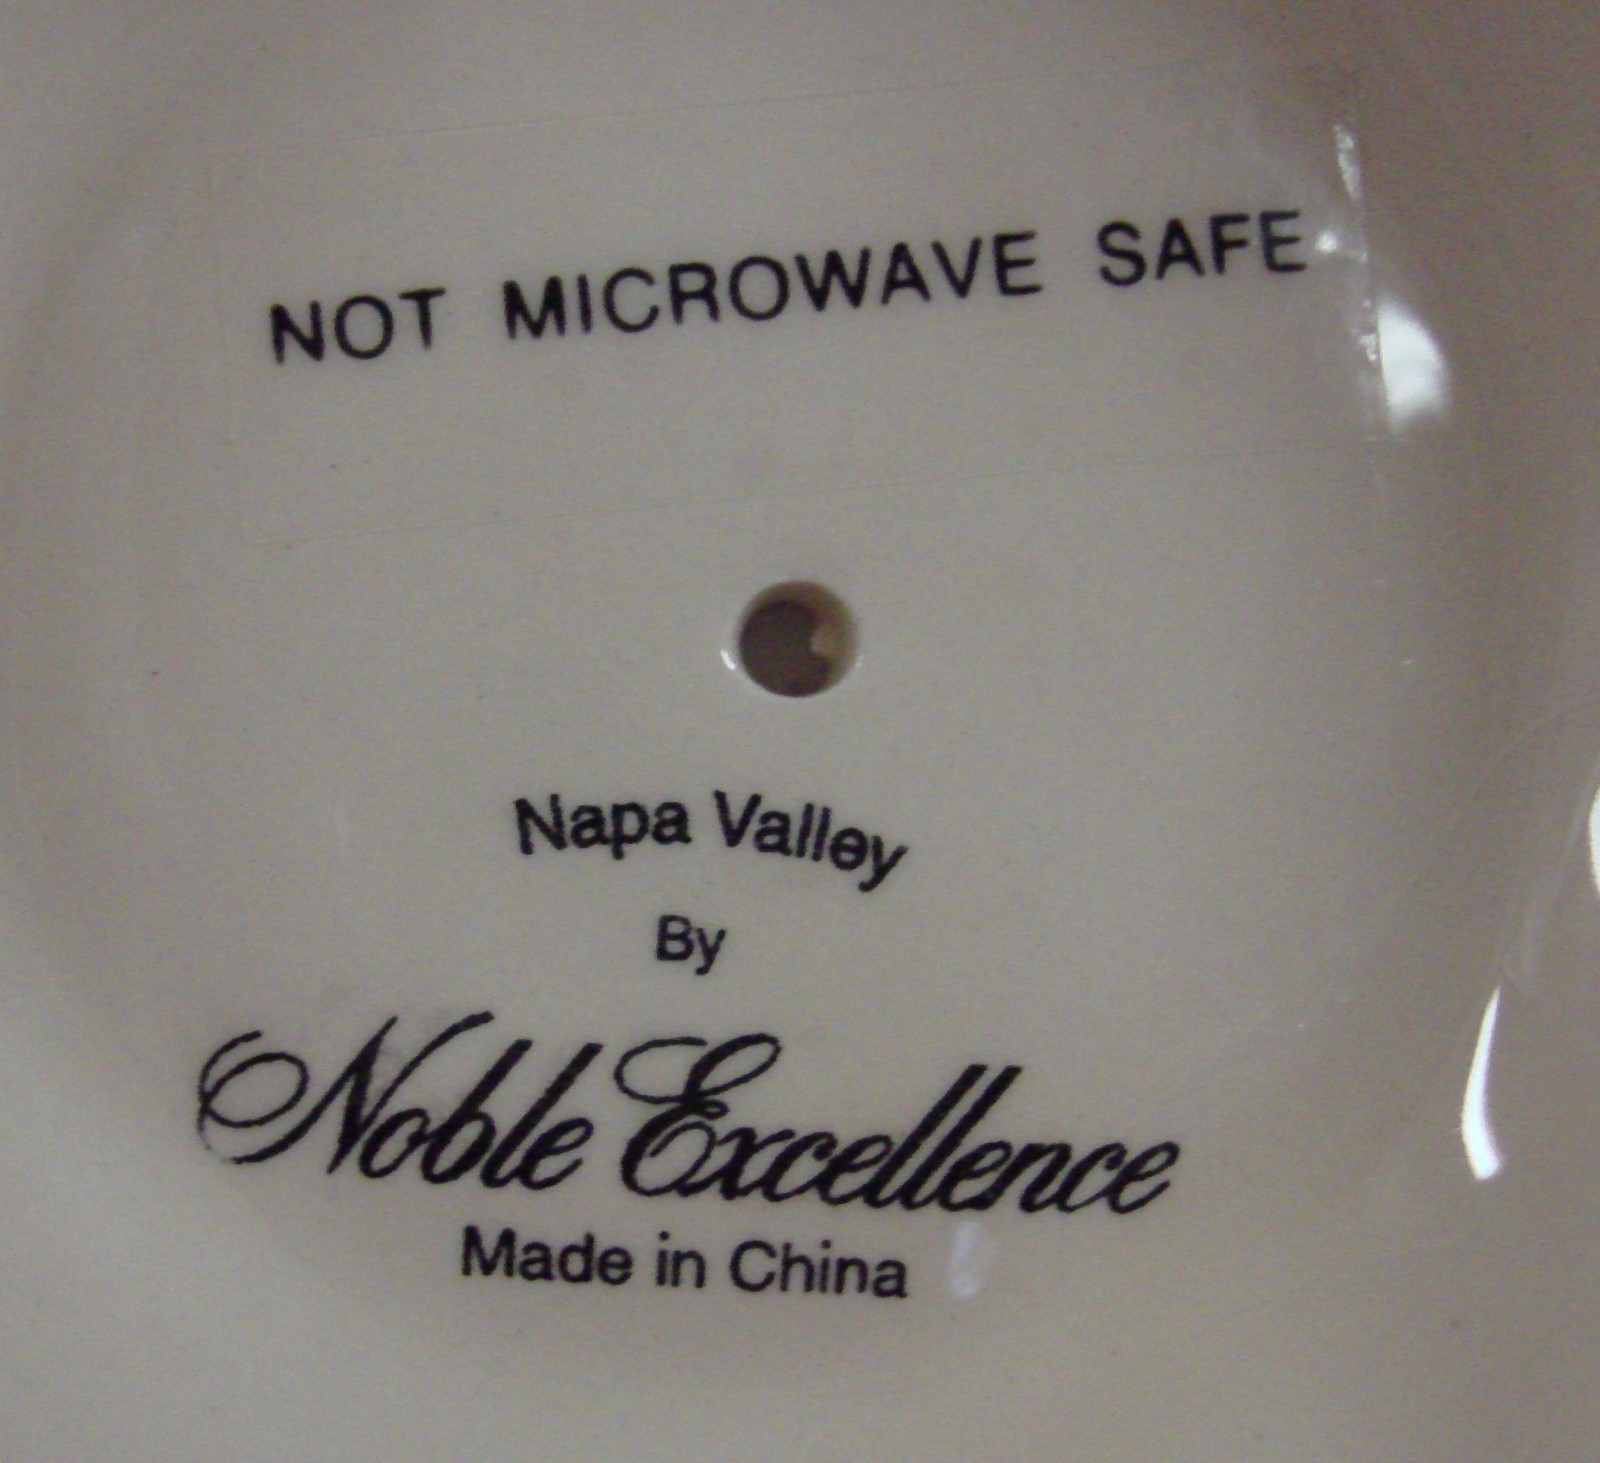 NOT MICROWAVE SAFE
Napa Valley
By
Noble Excellence
Made in China